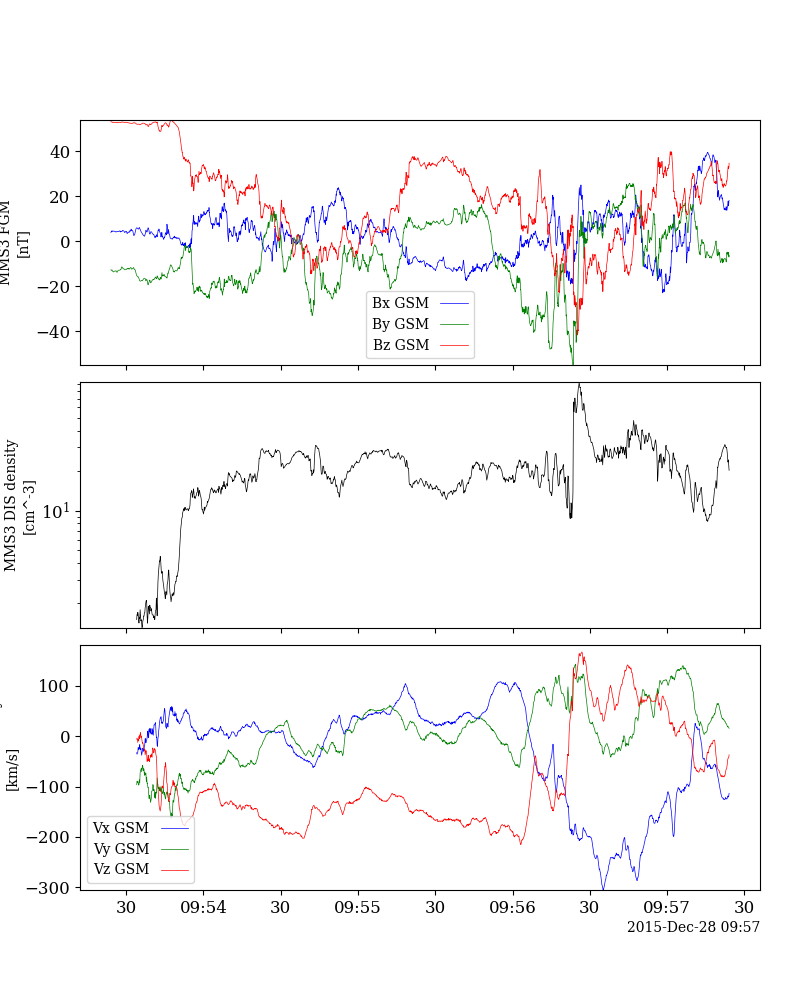 MMS3 FGM
[nT]
40
20
0
−20
−40
Bx GSM
By GSM
Bz GSM
MMS3 DIS density
[cm^-3]
10^1
[km/s]
100
0
−100
−200
−300
Vx GSM
Vy GSM
Vz GSM
30 09:54 30 09:55 30 09:56 30 09:57 30
2015-Dec-28 09:57